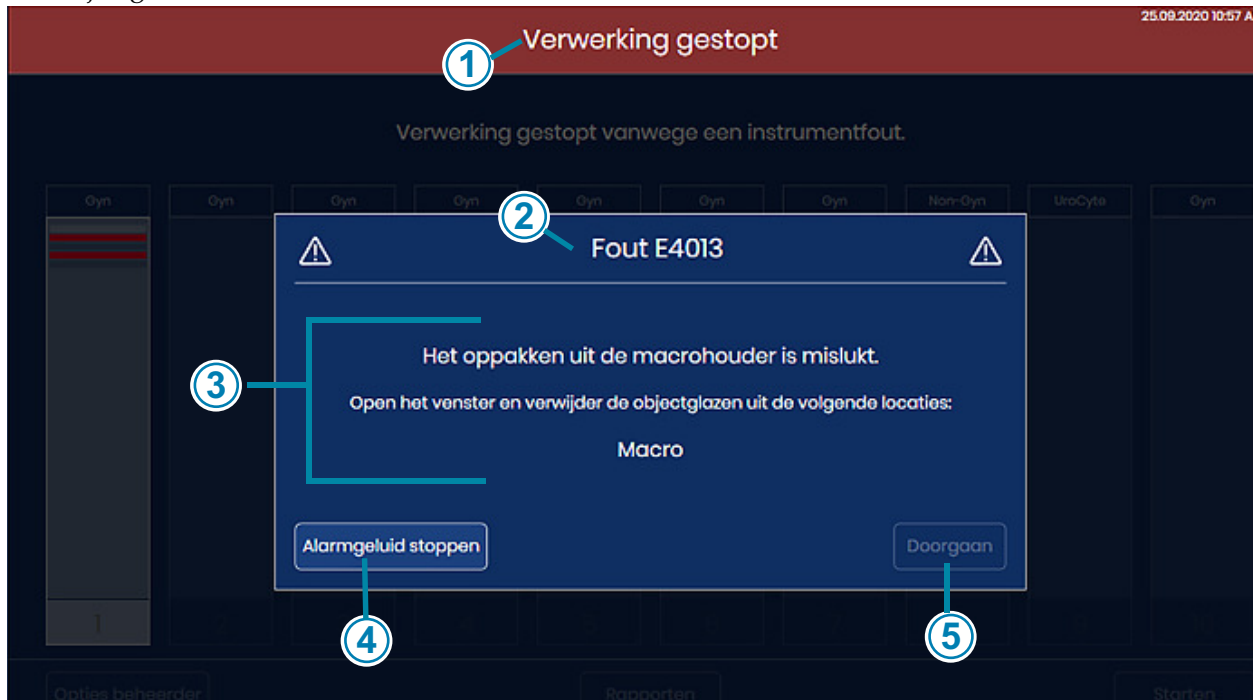 25.09.2020 10:57 A
Verwerking gestopt
1
Verwerking gestopt vanwege een instrumentfout.
Gyn Gyn Gyn Gyn Gyn Gyn Gyn Non-Gyn UroCyte Gyn
2
Fout E4013
3
Het oppakken uit de macrohouder is mislukt.
Open het venster en verwijder de objectglazen uit de volgende locaties:
Macro
Alarmgeluid stoppen
Doorgaan
1
4
5
Opties beheerder
Rapporten
Starten